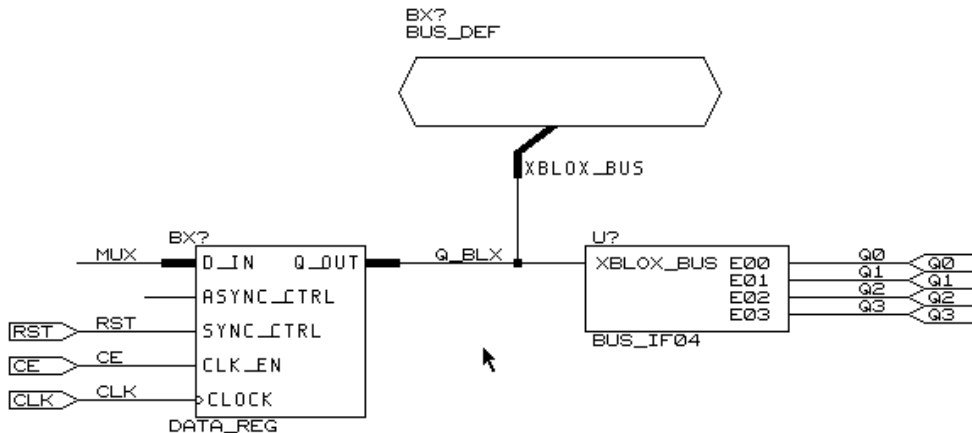 BX?
BUS_DEF
XBLOX_BUS
BX?
MUX
D_IN Q_OUT
Q_BLX
U?
XBLOX_BUS E00
Q0
Q0
ASYNC_CTRL
E01
Q1
Q1
E02
Q2
Q2
RST
RST
SYNC_CTRL
E03
Q3
Q3
BUS_IF04
CE
CE
CLK_EN
CLK
CLK
CLOCK
DATA_REG